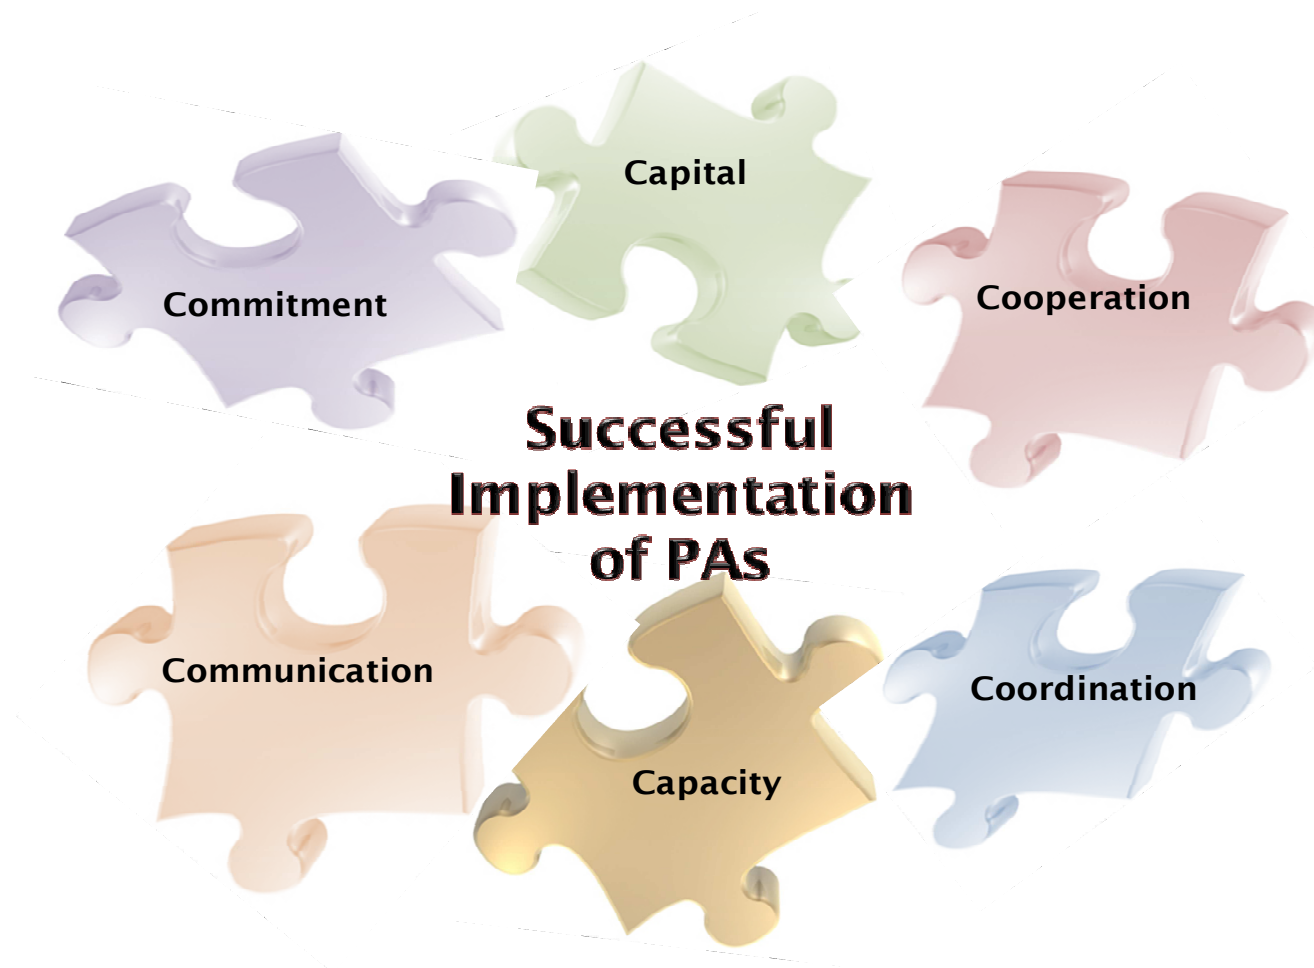 Capital
Commitment
Cooperation
Successful
Implementation
of PAs
Communication
Coordination
Capacity